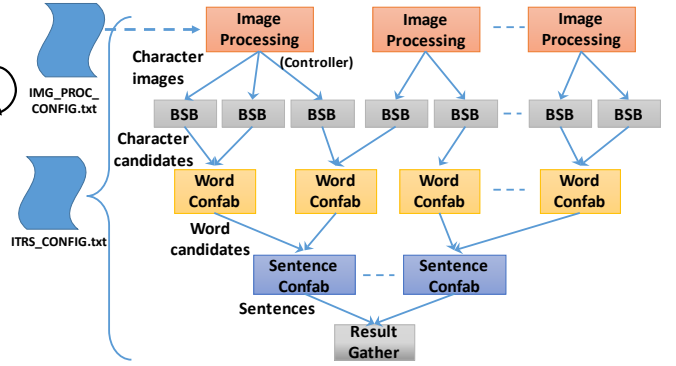 Image
Processing
Image
Processing
Image
Processing
Character
images
(Controller)
IMG_PROC_
CONFIG.txt
BSB
BSB
BSB
BSB
BSB
BSB
BSB
Character
candidates
Word
Confab
Word
Confab
Word
Confab
Word
Confab
ITRS_CONFIG.txt
Word
candidates
Sentence
Confab
Sentence
Confab
Sentences
Result
Gather